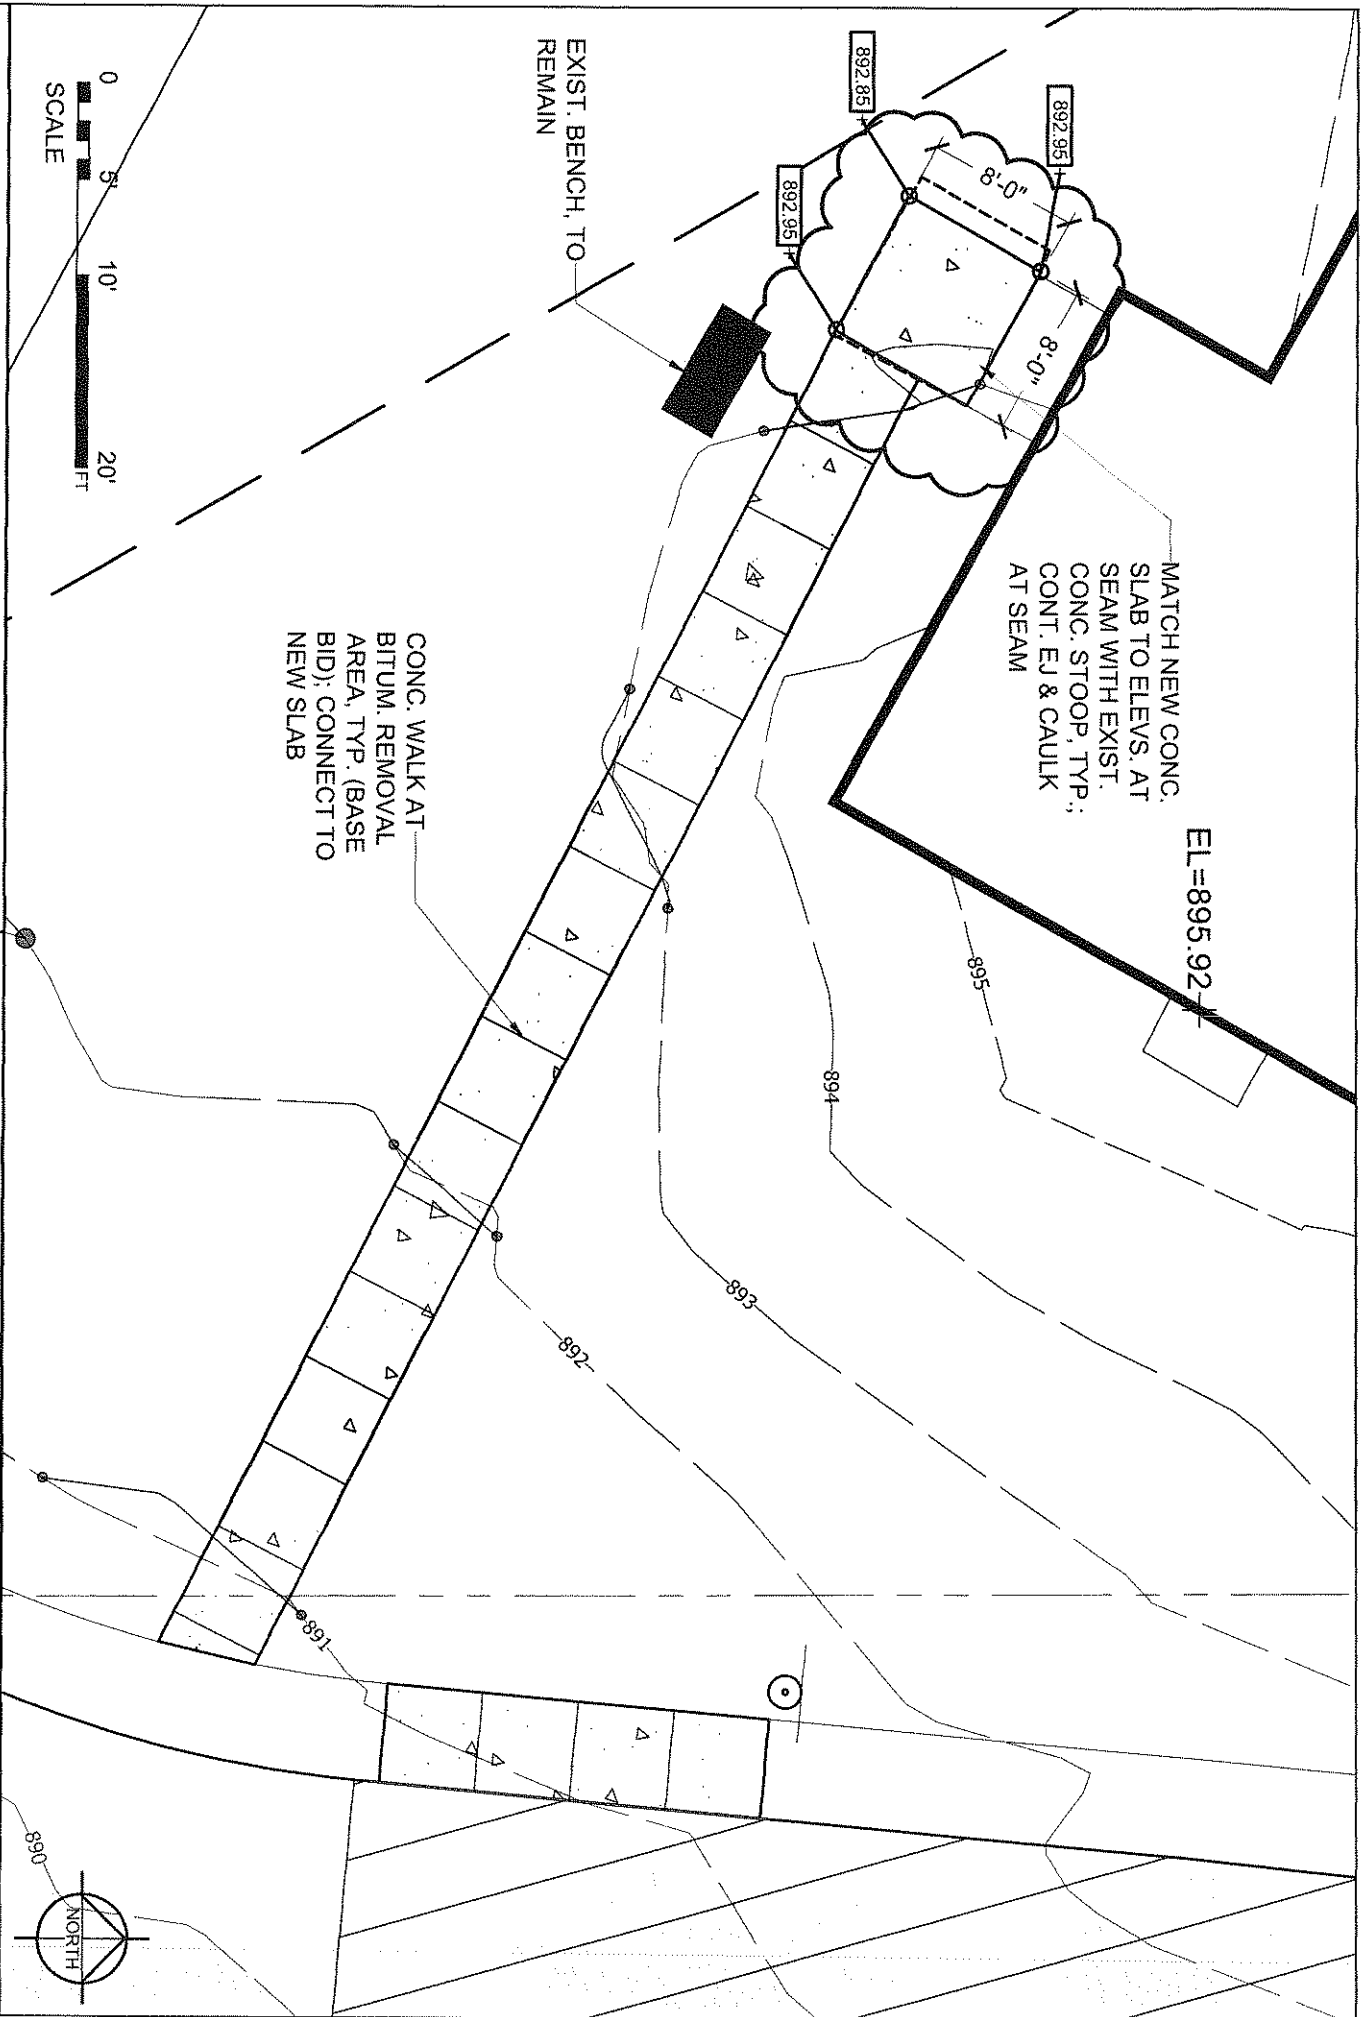 892.95
892.85
892.95
8'-0"
8'-0"
EXIST. BENCH, TO
REMAIN
MATCH NEW CONC.
SLAB TO ELEVS. AT
SEAM WITH EXIST.
CONC. STOOP, TYP.;
CONT. EJ & CAULK
AT SEAM
EL=895.92
CONC. WALK AT
BITUM. REMOVAL
AREA, TYP. (BASE
BID); CONNECT TO
NEW SLAB
895
894
893
892
891
890
0 5' 10' 20'
FT
SCALE
NORTH